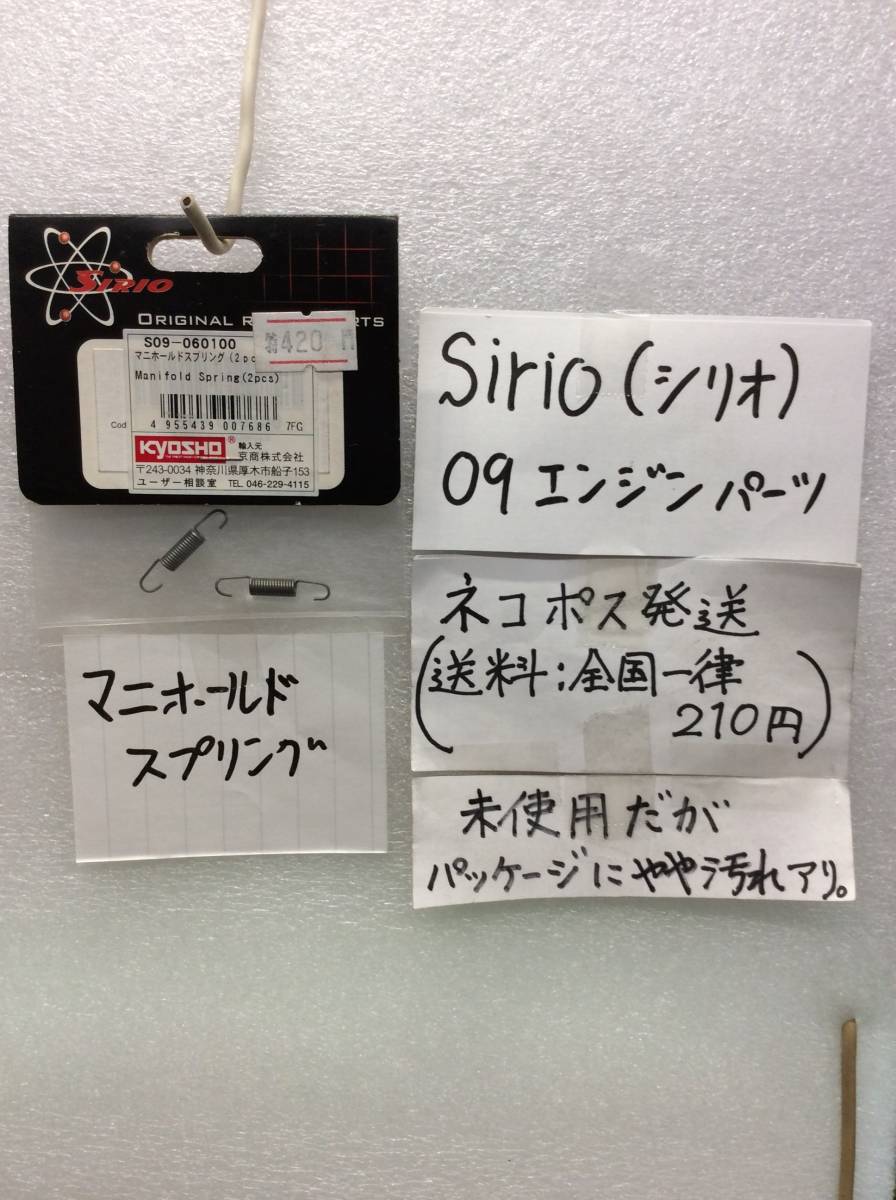 SIRIO
ORIGINAL R RTS
S09-060100
マニホールドスプリング(2pc
Manifold Spring(2pcs)
420 円
Cod
4 955439 007686 7FG
KYOSHO® 輸入元
京商株式会社
〒243-0034 神奈川県厚木市船子153
ユーザー相談室 TEL 046-229-4115
マニホールド
スプリング
Sirio(シリオ)
09エンジンパーツ
ネコポス発送
(送料:全国一律
210円)
未使用だが
パッケージにやや汚れアリ。